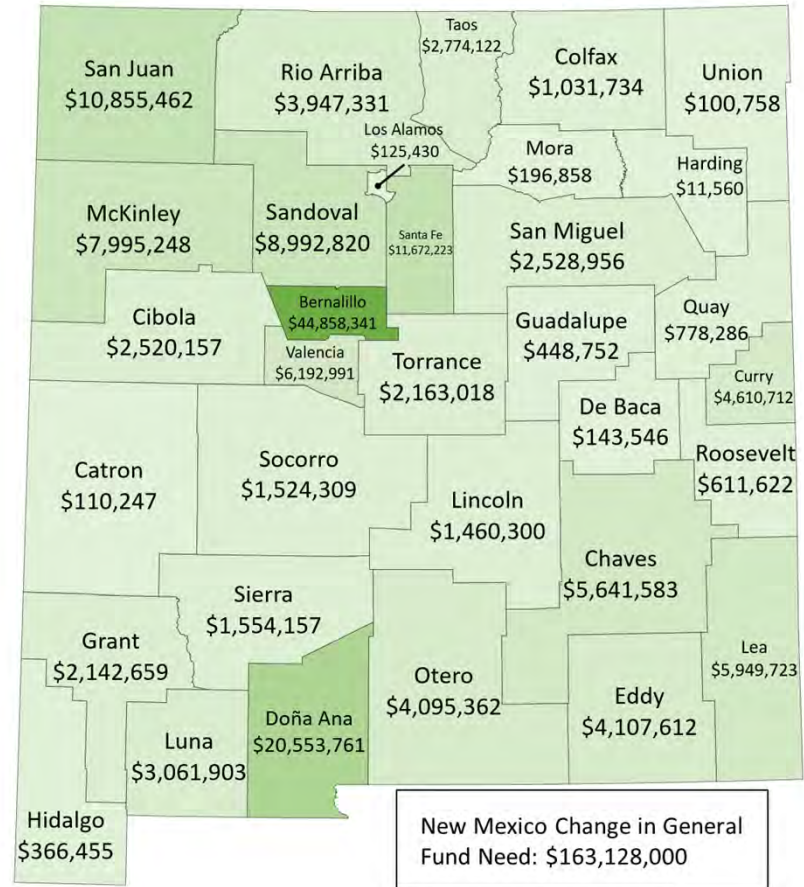 Taos
$2,774,122
San Juan
$10,855,462
Rio Arriba
$3,947,331
Colfax
$1,031,734
Union
$100,758
Los Alamos
$125,430
Mora
$196,858
Harding
$11,560
McKinley
$7,995,248
Sandoval
$8,992,820
Santa Fe
$11,672,223
San Miguel
$2,528,956
Cibola
$2,520,157
Bernalillo
$44,858,341
Valencia
$6,192,991
Torrance
$2,163,018
Guadalupe
$448,752
Quay
$778,286
Curry
$4,610,712
De Baca
$143,546
Roosevelt
$611,622
Catron
$110,247
Socorro
$1,524,309
Lincoln
$1,460,300
Chaves
$5,641,583
Sierra
$1,554,157
Grant
$2,142,659
Doña Ana
$20,553,761
Otero
$4,095,362
Lea
$5,949,723
Eddy
$4,107,612
Luna
$3,061,903
Hidalgo
$366,455
New Mexico Change in General
Fund Need: $163,128,000